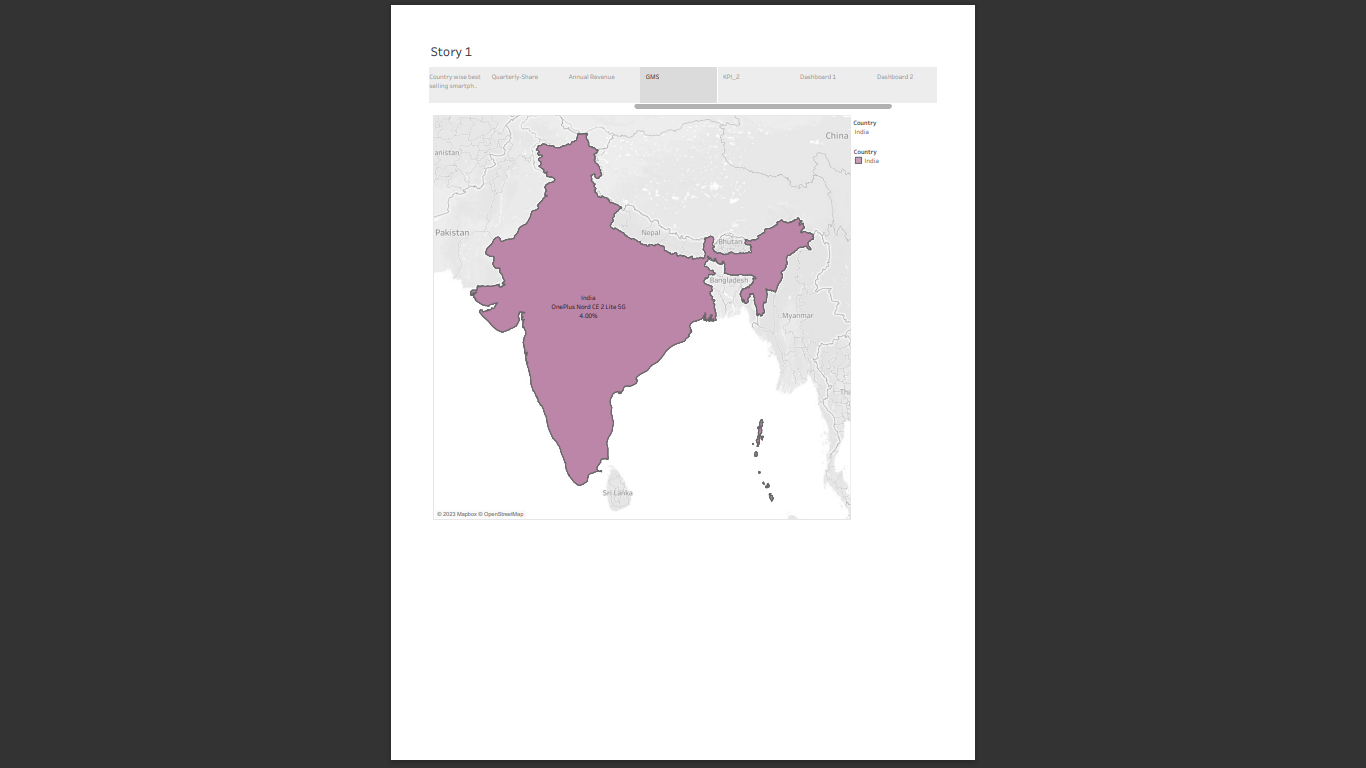 Story 1
Country wise best
selling smartph..
Quarterly-Share
Annual Revenue
GMS
KPI_2
Dashboard 1
Dashboard 2
Country
India
Country
India
China
anistan
Pakistan
Nepal
Bhutan
Bangladesh
India
OnePlus Nord CE 2 Lite 5G
4.00%
Myanmar
Tha
Sri Lanka
© 2023 Mapbox © OpenStreetMap